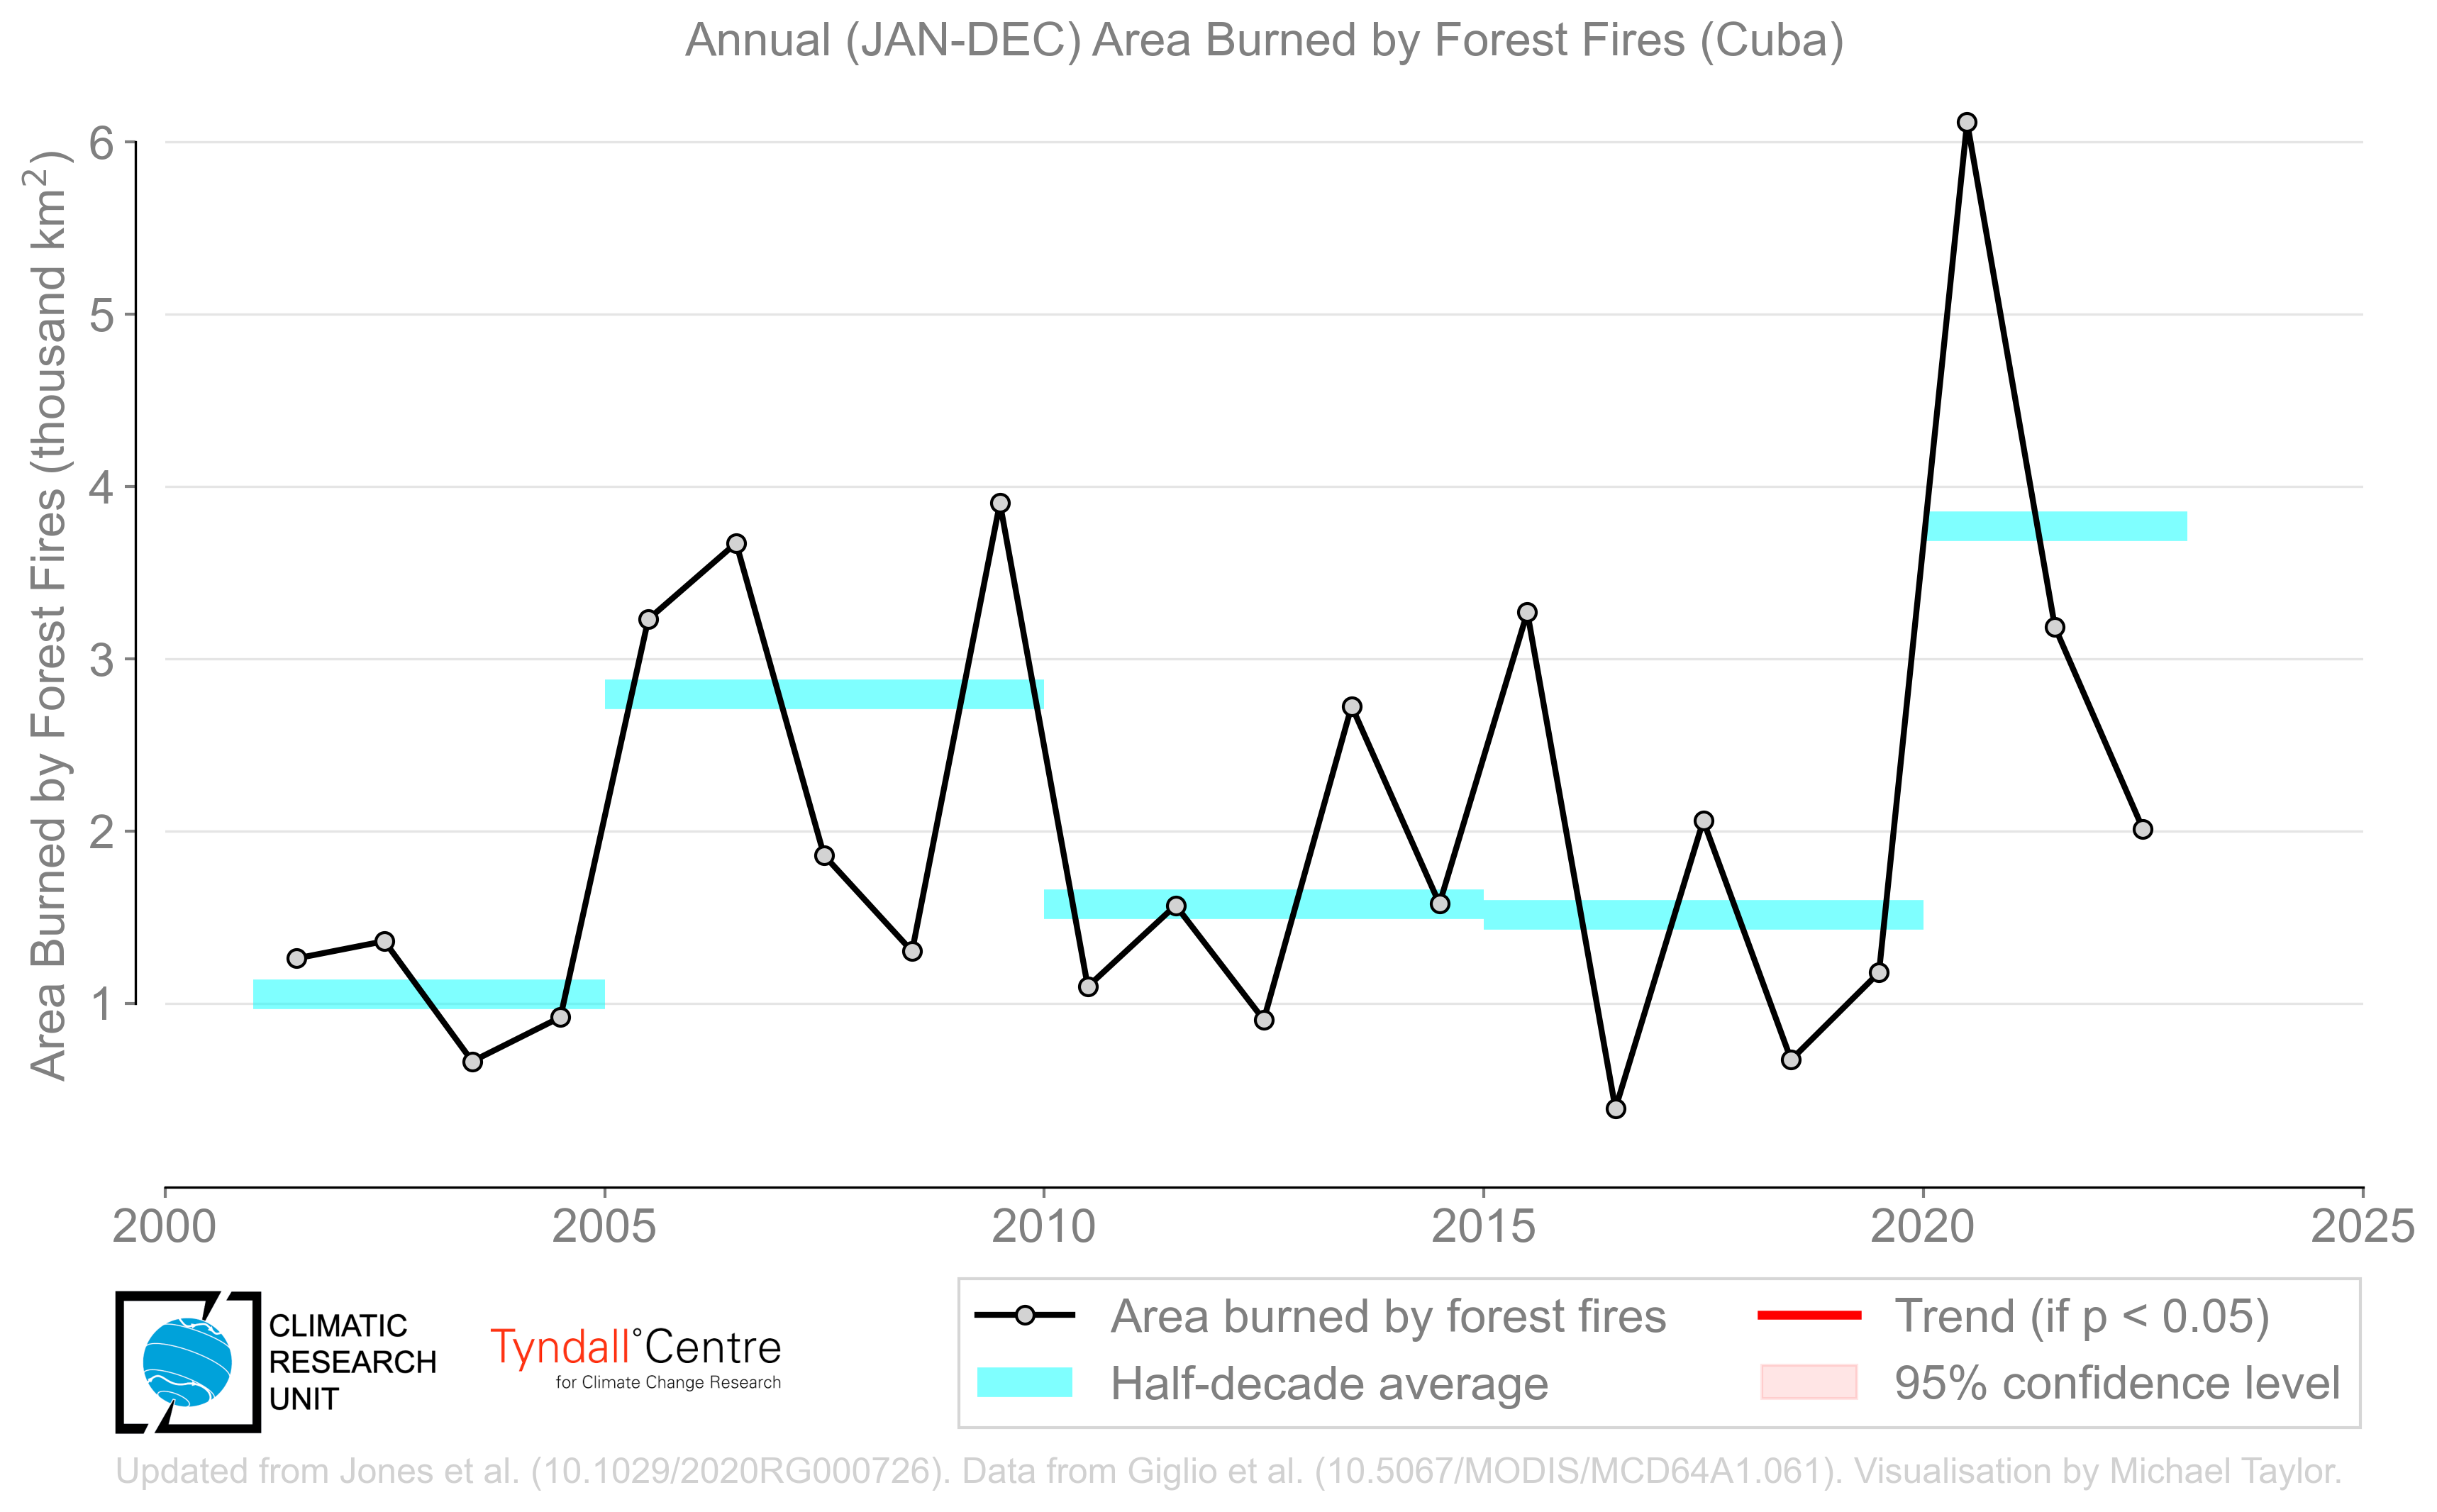 Annual (JAN-DEC) Area Burned by Forest Fires (Cuba)
Area Burned by Forest Fires (thousand km²)
6
5
4
3
2
1
2000 2005 2010 2015 2020 2025
CLIMATIC
RESEARCH
UNIT
Tyndall°Centre
for Climate Change Research
Area burned by forest fires
Half-decade average
Trend (if p < 0.05)
95% confidence level
Updated from Jones et al. (10.1029/2020RG000726). Data from Giglio et al. (10.5067/MODIS/MCD64A1.061). Visualisation by Michael Taylor.